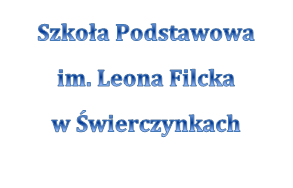 Szkoła Podstawowa
im. Leona Filcka
w Świerczynkach